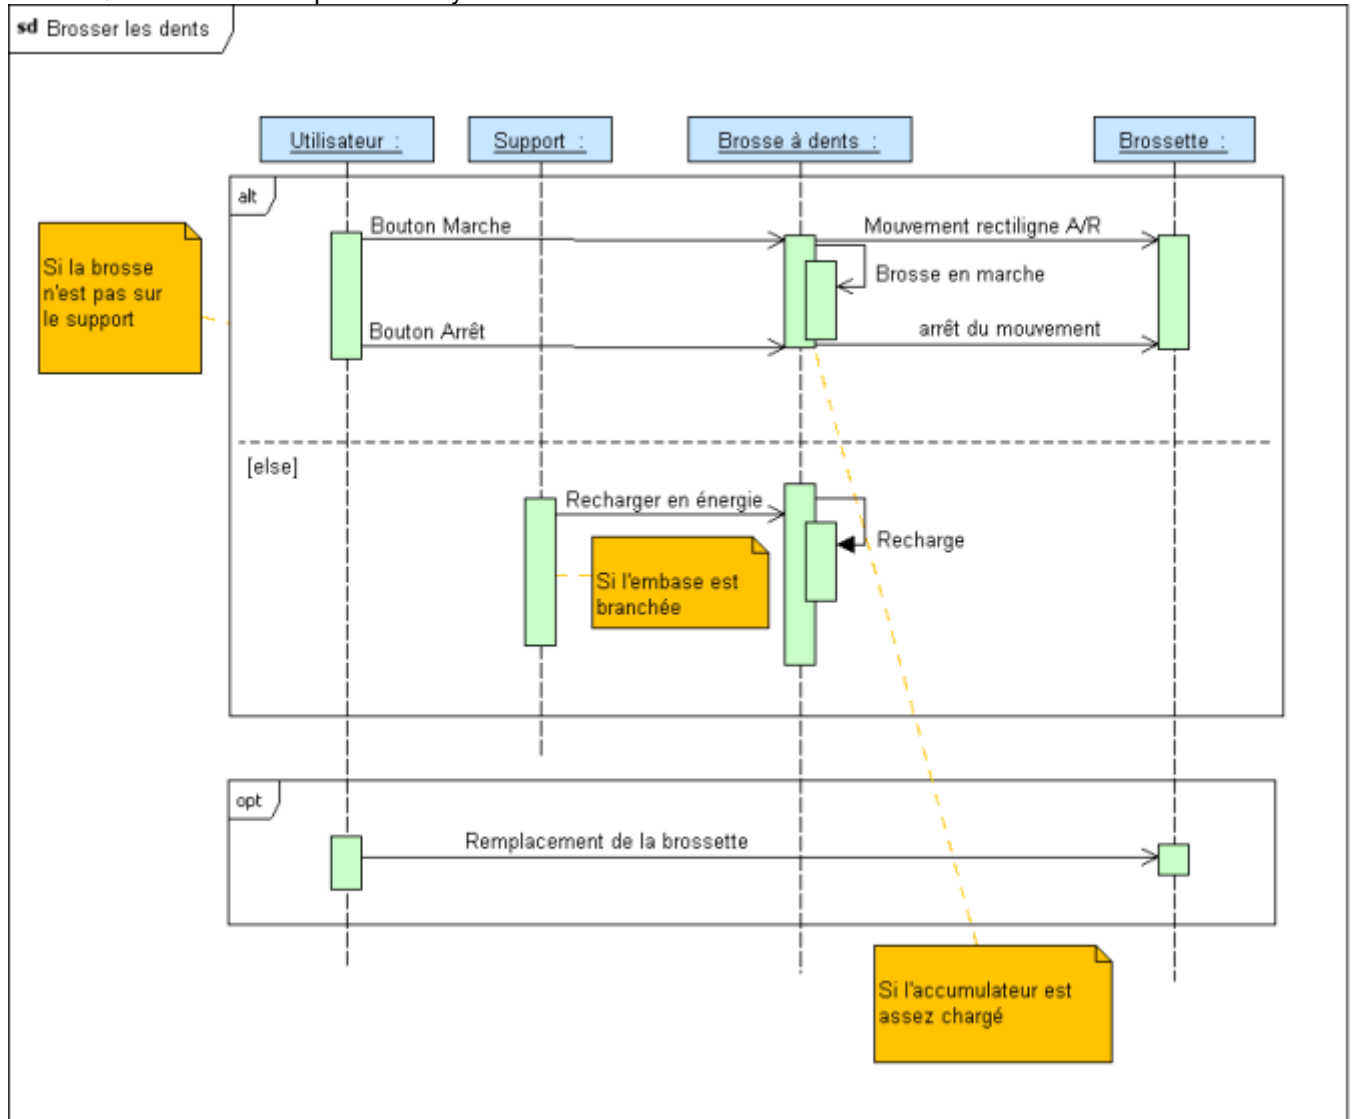 sd Brosser les dents
Utilisateur :
Support :
Brosse à dents :
Brossette :
alt
Si la brosse
n'est pas sur
le support
Bouton Marche
Mouvement rectiligne A/R
Brosse en marche
Bouton Arrêt
arrêt du mouvement
[else]
Recharger en énergie
Recharge
Si l'embase est
branchée
opt
Remplacement de la brossette
Si l'accumulateur est
assez chargé